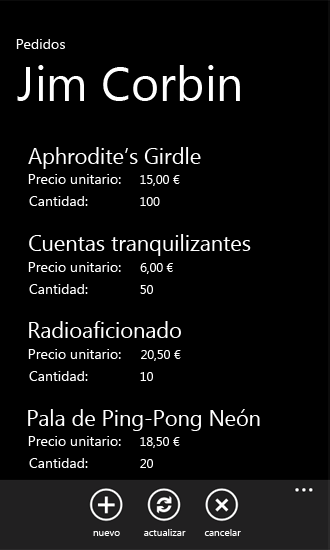 Pedidos
Jim Corbin
Aphrodite's Girdle
Precio unitario: 15,00 €
Cantidad: 100
Cuentas tranquilizantes
Precio unitario: 6,00 €
Cantidad: 50
Radioaficionado
Precio unitario: 20,50 €
Cantidad: 10
Pala de Ping-Pong Neón
Precio unitario: 18,50 €
Cantidad: 20
nuevo actualizar cancelar